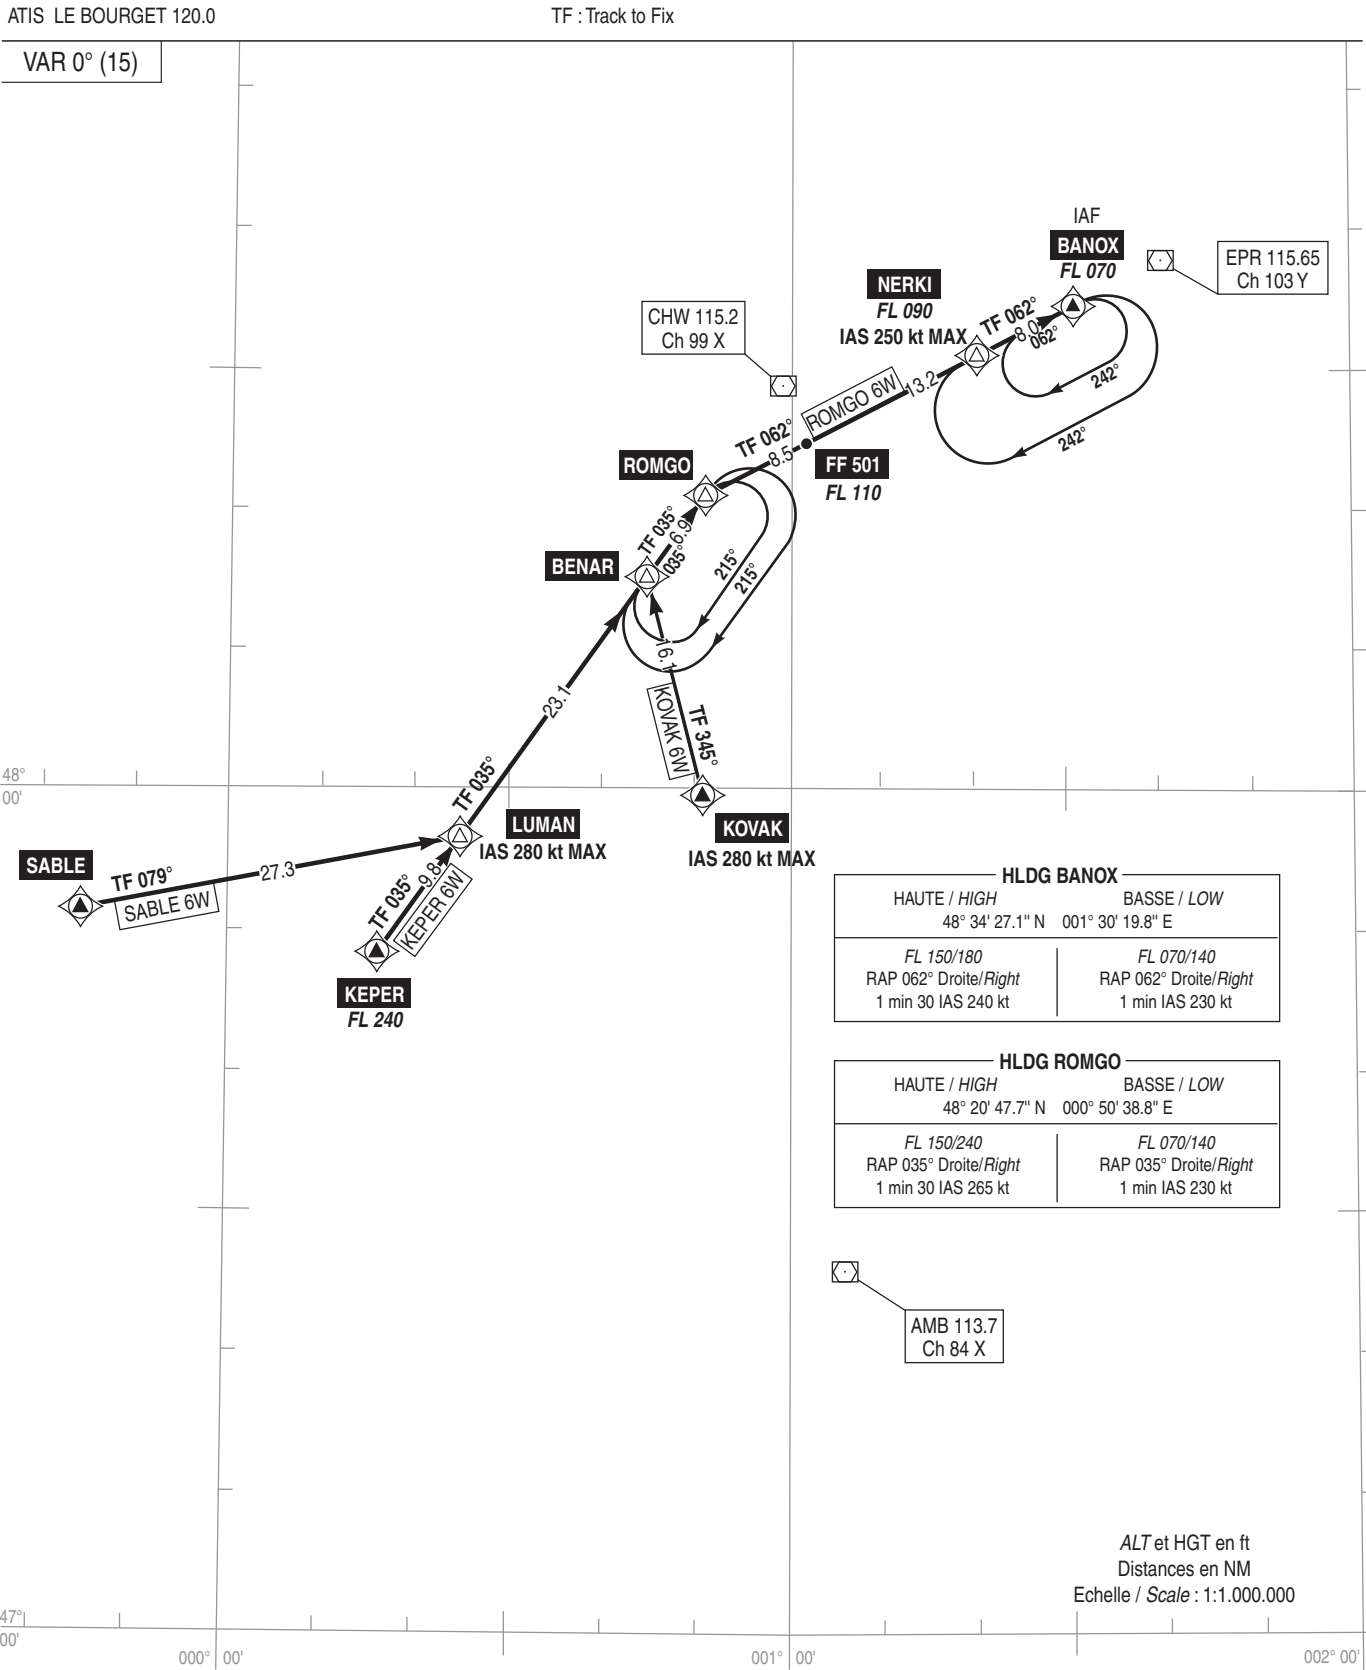 ATIS LE BOURGET 120.0
TF : Track to Fix
VAR 0° (15)
IAF
BANOX
FL 070
EPR 115.65
Ch 103 Y
NERKI
FL 090
IAS 250 kt MAX
TF 062°
8.0
062°
242°
242°
CHW 115.2
Ch 99 X
ROMGO 6W
13.2
TF 062°
8.5
FF 501
FL 110
ROMGO
TF 035°
6.9
035°
215°
215°
BENAR
16.1
KOVAK 6W
TF 345°
23.1
48°
00'
TF 035°
LUMAN
IAS 280 kt MAX
KOVAK
IAS 280 kt MAX
SABLE
TF 079°
27.3
SABLE 6W
TF 035°
9.8
KEPER 6W
KEPER
FL 240
HLDG BANOX
HAUTE / HIGH BASSE / LOW
48° 34' 27.1" N 001° 30' 19.8" E
FL 150/180 FL 070/140
RAP 062° Droite/Right RAP 062° Droite/Right
1 min 30 IAS 240 kt 1 min IAS 230 kt
HLDG ROMGO
HAUTE / HIGH BASSE / LOW
48° 20' 47.7" N 000° 50' 38.8" E
FL 150/240 FL 070/140
RAP 035° Droite/Right RAP 035° Droite/Right
1 min 30 IAS 265 kt 1 min IAS 230 kt
AMB 113.7
Ch 84 X
ALT et HGT en ft
Distances en NM
Echelle / Scale : 1:1.000.000
47°
00'
000° 00'
001° 00'
002° 00'